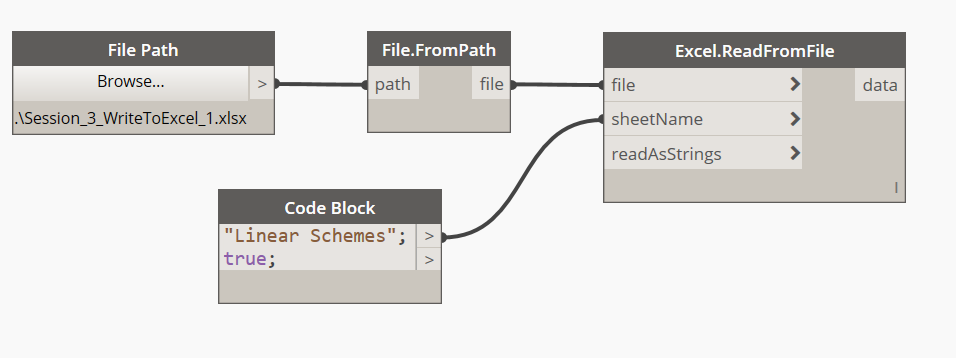 File Path
Browse...
>
.\Session_3_WriteToExcel_1.xlsx
File.FromPath
path
file
Excel.ReadFromFile
file
data
sheetName
readAsStrings
l
Code Block
"Linear Schemes";
>
true;
>